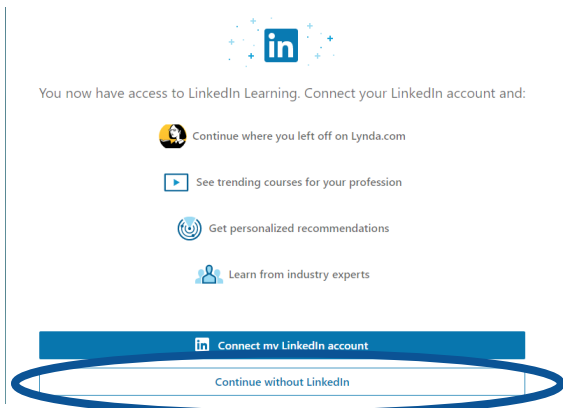 in
You now have access to LinkedIn Learning. Connect your LinkedIn account and:
Continue where you left off on Lynda.com
See trending courses for your profession
Get personalized recommendations
Learn from industry experts
in Connect my LinkedIn account
Continue without LinkedIn